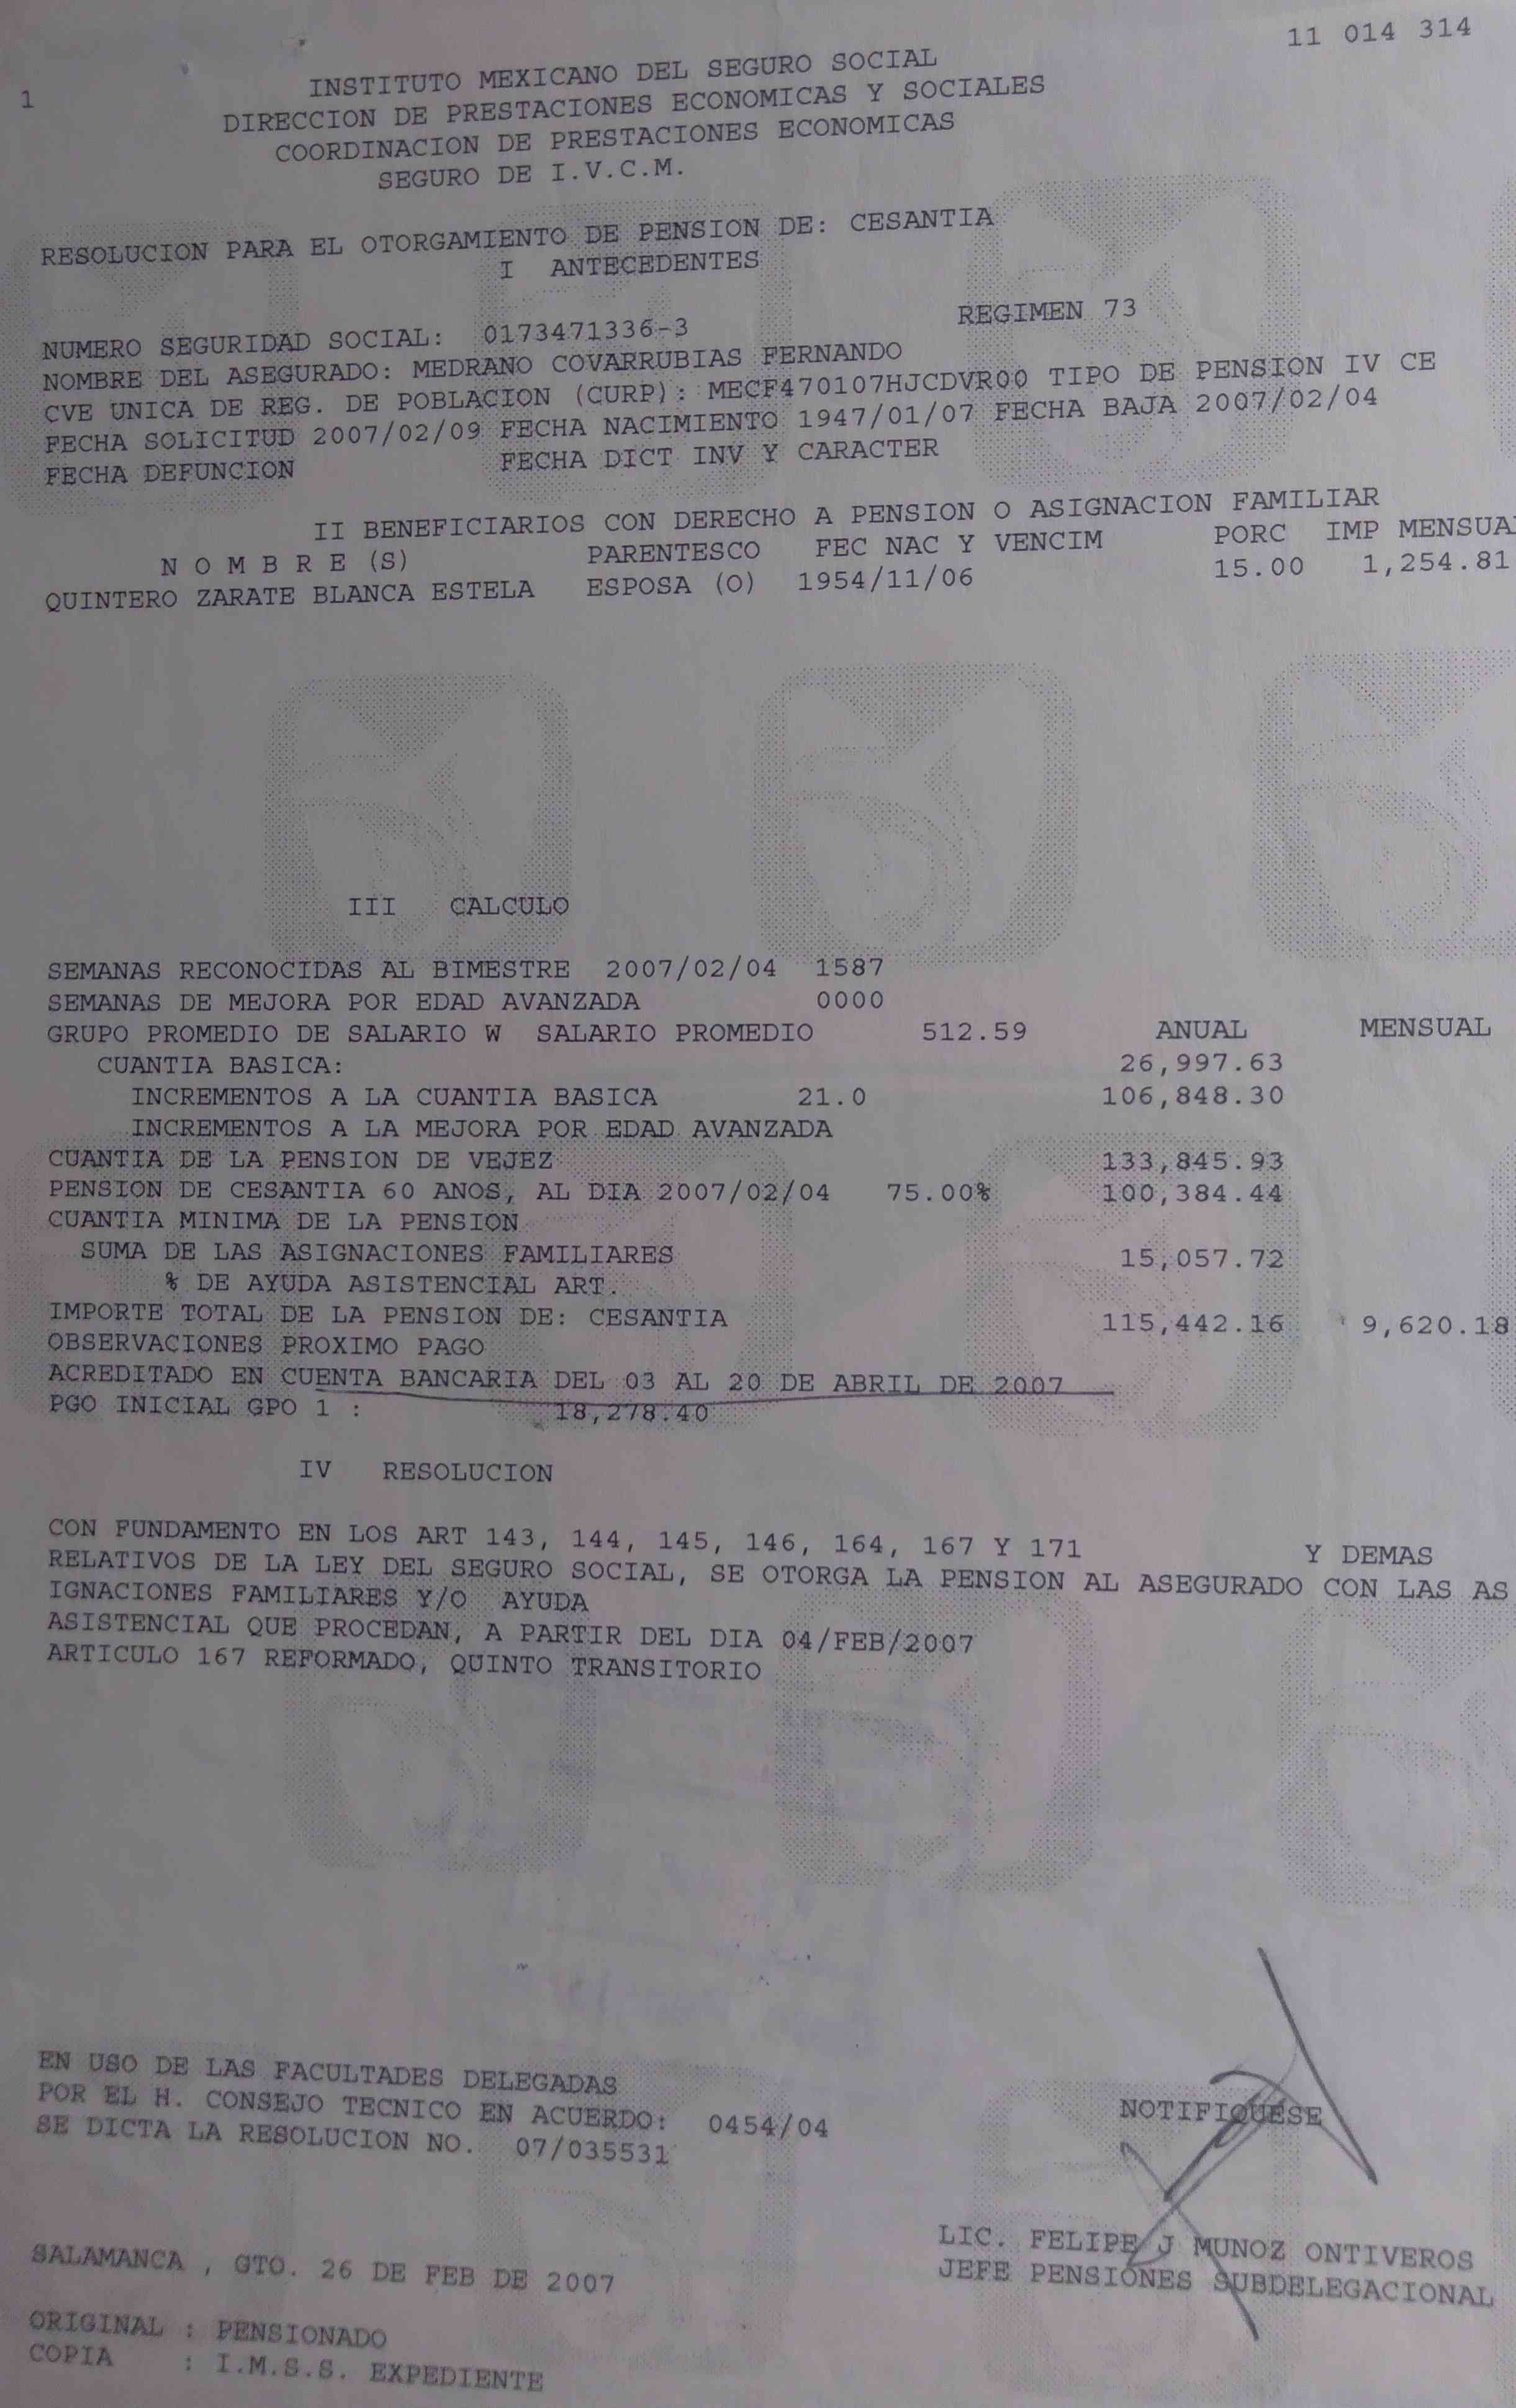 11 014 314
1
INSTITUTO MEXICANO DEL SEGURO SOCIAL
DIRECCION DE PRESTACIONES ECONOMICAS Y SOCIALES
COORDINACION DE PRESTACIONES ECONOMICAS
SEGURO DE I.V.C.M.
RESOLUCION PARA EL OTORGAMIENTO DE PENSION DE: CESANTIA
I ANTECEDENTES
NUMERO SEGURIDAD SOCIAL: 0173471336-3 REGIMEN 73
NOMBRE DEL ASEGURADO: MEDRANO COVARRUBIAS FERNANDO
CVE UNICA DE REG. DE POBLACION (CURP): MECF470107HJCDVR00 TIPO DE PENSION IV CE
FECHA SOLICITUD 2007/02/09 FECHA NACIMIENTO 1947/01/07 FECHA BAJA 2007/02/04
FECHA DEFUNCION FECHA DICT INV Y CARACTER
II BENEFICIARIOS CON DERECHO A PENSION O ASIGNACION FAMILIAR
N O M B R E (S) PARENTESCO FEC NAC Y VENCIM PORC IMP MENSUAL
QUINTERO ZARATE BLANCA ESTELA ESPOSA (O) 1954/11/06 15.00 1,254.81
III CALCULO
SEMANAS RECONOCIDAS AL BIMESTRE 2007/02/04 1587
SEMANAS DE MEJORA POR EDAD AVANZADA 0000
GRUPO PROMEDIO DE SALARIO W SALARIO PROMEDIO 512.59 ANUAL MENSUAL
CUANTIA BASICA: 26,997.63
INCREMENTOS A LA CUANTIA BASICA 21.0 106,848.30
INCREMENTOS A LA MEJORA POR EDAD AVANZADA
CUANTIA DE LA PENSION DE VEJEZ 133,845.93
PENSION DE CESANTIA 60 ANOS, AL DIA 2007/02/04 75.00% 100,384.44
CUANTIA MINIMA DE LA PENSION
SUMA DE LAS ASIGNACIONES FAMILIARES 15,057.72
% DE AYUDA ASISTENCIAL ART.
IMPORTE TOTAL DE LA PENSION DE: CESANTIA 115,442.16 9,620.18
OBSERVACIONES PROXIMO PAGO
ACREDITADO EN CUENTA BANCARIA DEL 03 AL 20 DE ABRIL DE 2007
PGO INICIAL GPO 1 : 18,278.40
IV RESOLUCION
CON FUNDAMENTO EN LOS ART 143, 144, 145, 146, 164, 167 Y 171 Y DEMAS
RELATIVOS DE LA LEY DEL SEGURO SOCIAL, SE OTORGA LA PENSION AL ASEGURADO CON LAS AS
IGNACIONES FAMILIARES Y/O AYUDA
ASISTENCIAL QUE PROCEDAN, A PARTIR DEL DIA 04/FEB/2007
ARTICULO 167 REFORMADO, QUINTO TRANSITORIO
EN USO DE LAS FACULTADES DELEGADAS
POR EL H. CONSEJO TECNICO EN ACUERDO: 0454/04
SE DICTA LA RESOLUCION NO. 07/035531
NOTIFIQUESE
LIC. FELIPE J MUNOZ ONTIVEROS
JEFE PENSIONES SUBDELEGACIONAL
SALAMANCA , GTO. 26 DE FEB DE 2007
ORIGINAL : PENSIONADO
COPIA : I.M.S.S. EXPEDIENTE